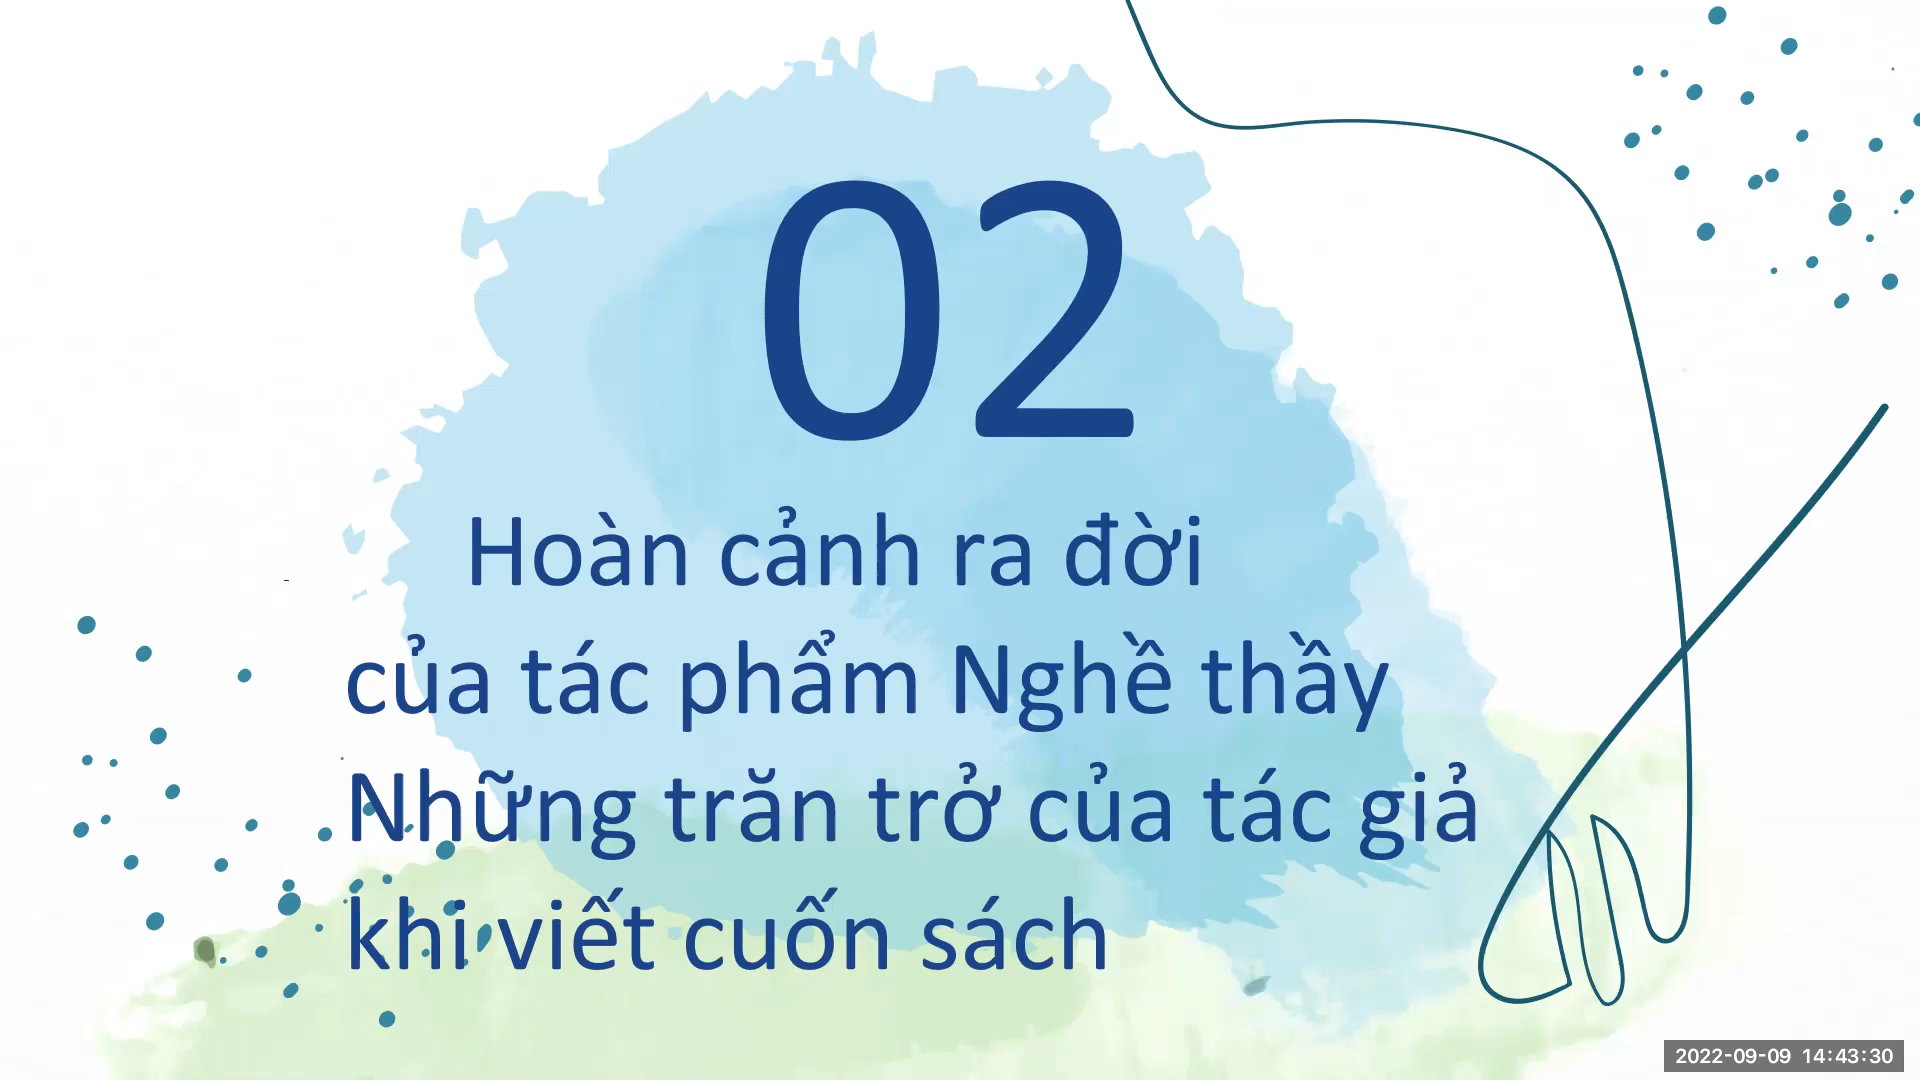 02
Hoàn cảnh ra đời
của tác phẩm Nghề thầy
Những trăn trở của tác giả
khi viết cuốn sách
2022-09-09 14:43:30